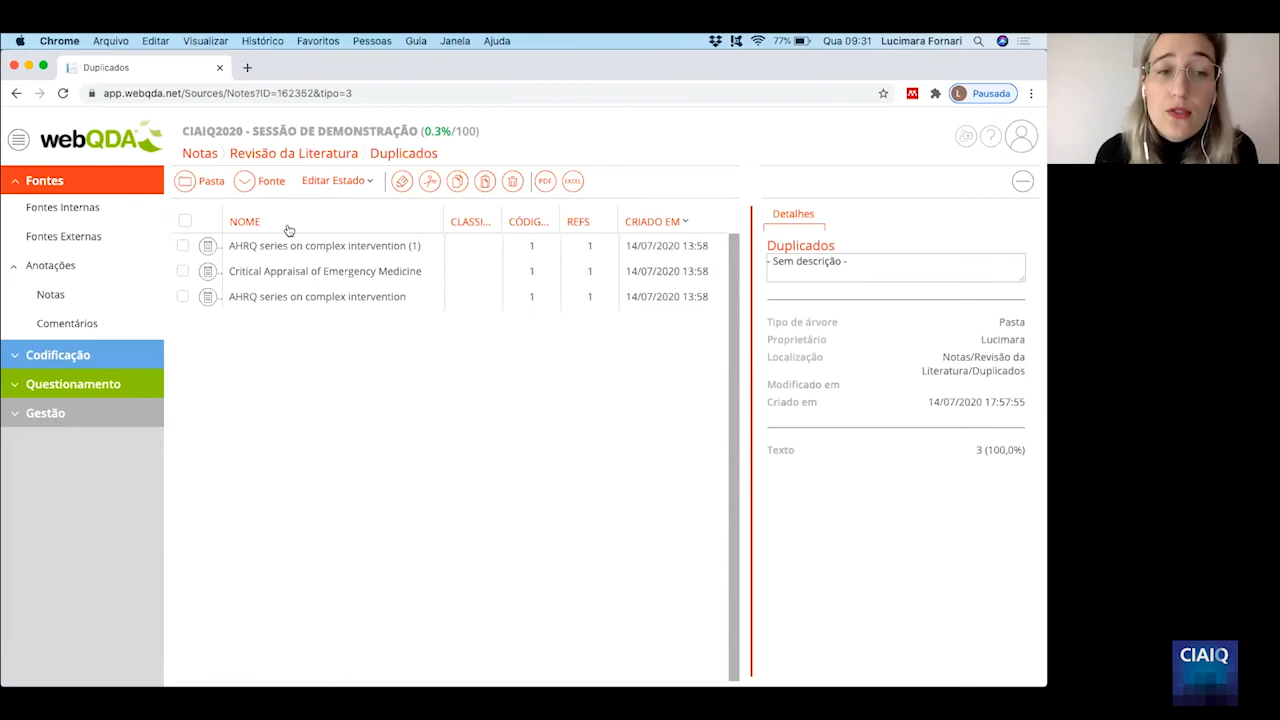 Chrome Arquivo Editar Visualizar Histórico Favoritos Pessoas Guia Janela Ajuda 77% Qua 09:31 Lucimara Fornari
Duplicados
app.webqda.net/Sources/Notes?ID=162352&tipo=3
L Pausada
webQDA
CIAIQ2020 - SESSÃO DE DEMONSTRAÇÃO (0.3%/100)
Notas Revisão da Literatura Duplicados
Fontes
Pasta Fonte Editar Estado PDF EXCEL
Fontes Internas
Fontes Externas
Anotações
Notas
Comentários
Codificação
Questionamento
Gestão
NOME CLASSI... CÓDIG... REFS CRIADO EM
AHRQ series on complex intervention (1) 1 1 14/07/2020 13:58
Critical Appraisal of Emergency Medicine 1 1 14/07/2020 13:58
AHRQ series on complex intervention 1 1 14/07/2020 13:58
Detalhes
Duplicados
- Sem descrição -
Tipo de árvore Pasta
Proprietário Lucimara
Localização Notas/Revisão da
Literatura/Duplicados
Modificado em
Criado em 14/07/2020 17:57:55
Texto 3 (100,0%)
CIAIQ